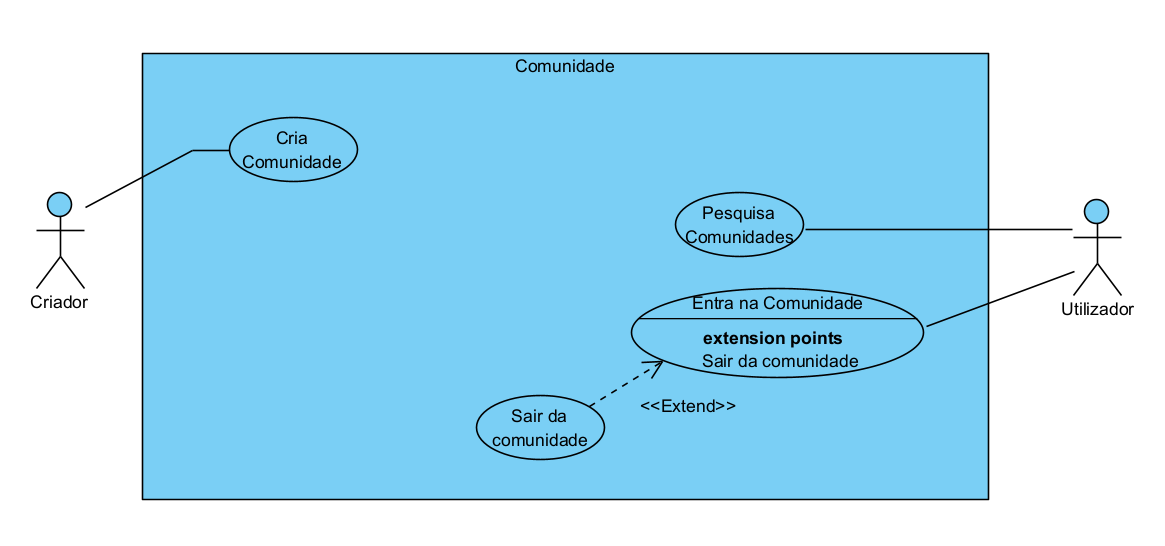 Comunidade
Cria
Comunidade
Criador
Pesquisa
Comunidades
Utilizador
Entra na Comunidade
extension points
Sair da comunidade
<<Extend>>
Sair da
comunidade